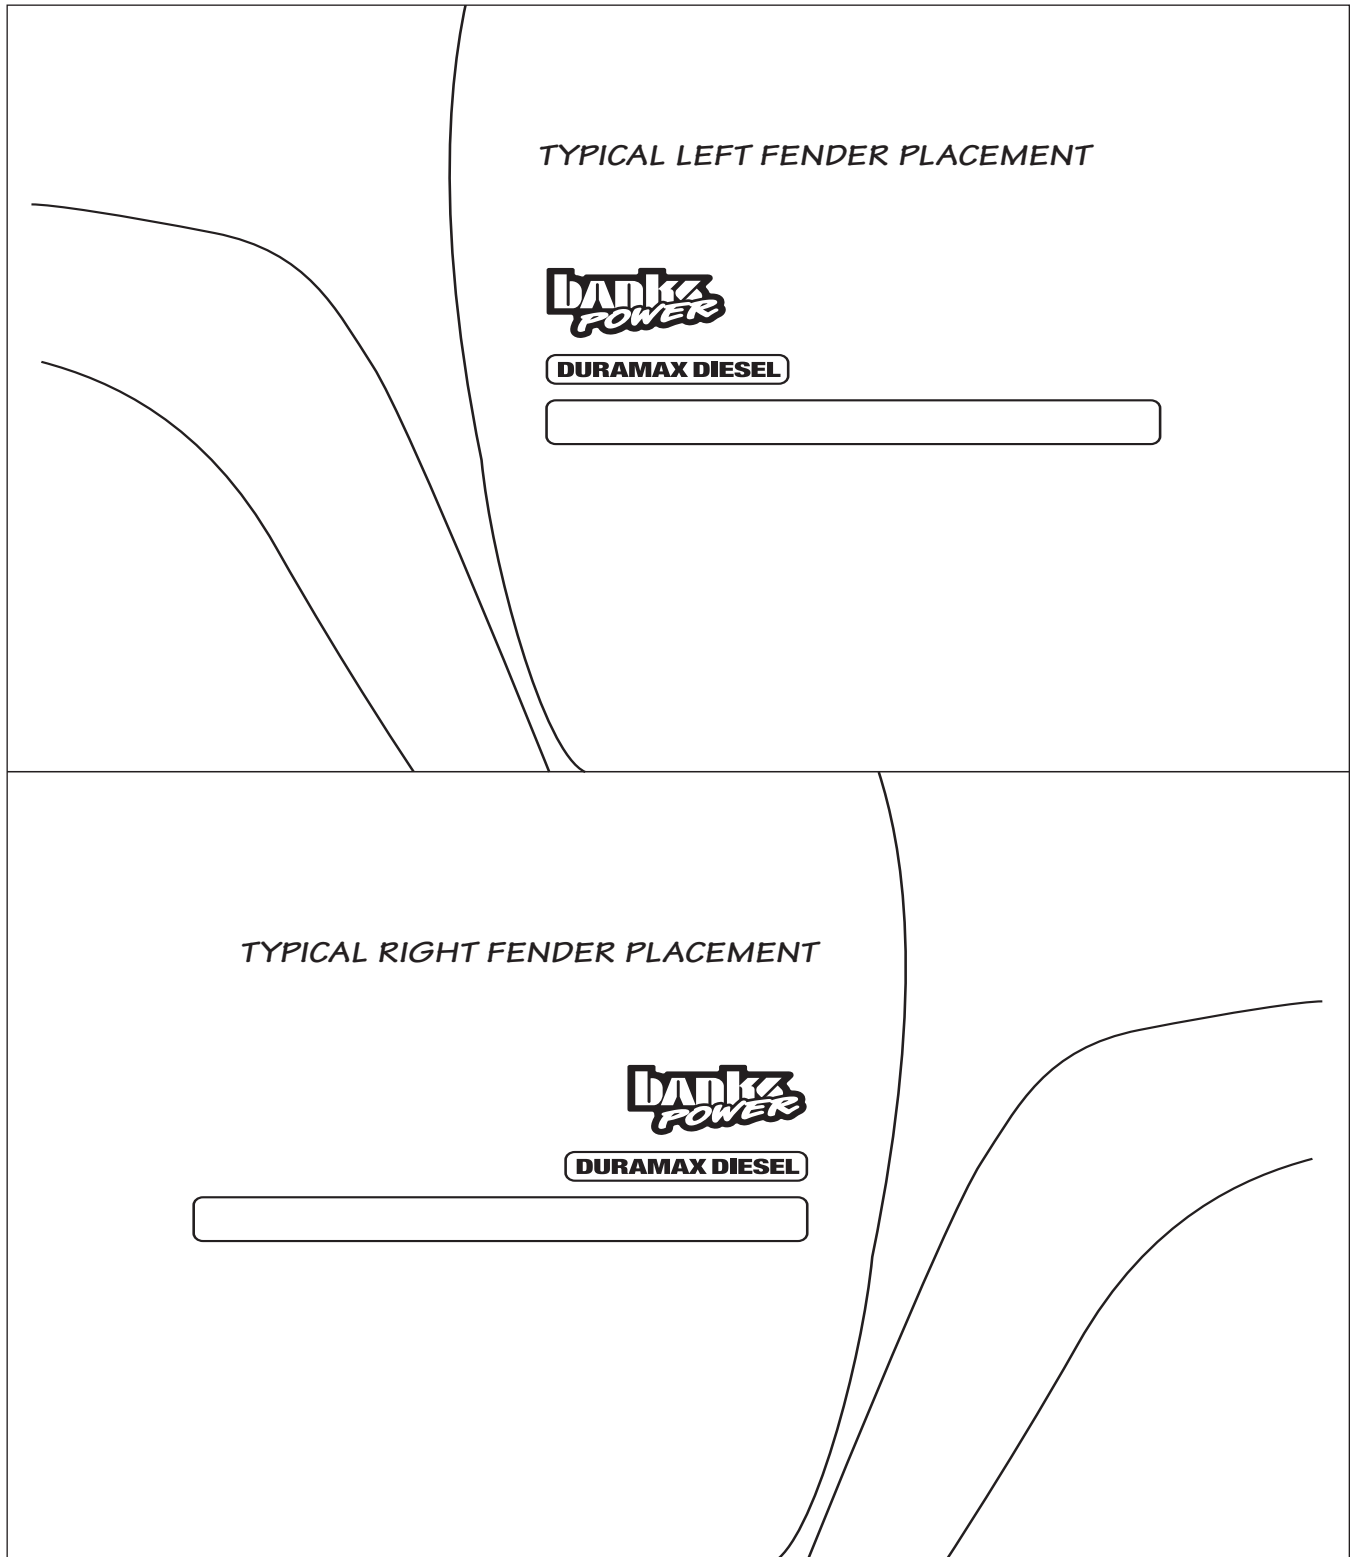 TYPICAL LEFT FENDER PLACEMENT
banks
POWER
DURAMAX DIESEL
TYPICAL RIGHT FENDER PLACEMENT
banks
POWER
DURAMAX DIESEL